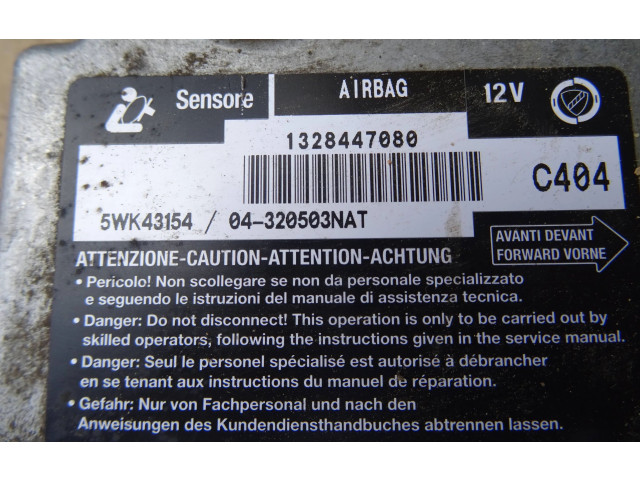 Sensore AIRBAG 12V
1328447080
C404
5WK43154 / 04-320503NAT
AVANTI DEVANT
FORWARD VORNE
ATTENZIONE-CAUTION-ATTENTION-ACHTUNG
• Pericolo! Non scollegare se non da personale specializzato
e seguendo le istruzioni del manuale di assistenza tecnica.
• Danger: Do not disconnect! This operation is only to be carried out by
skilled operators, following the instructions given in the service manual.
• Danger: Seul le personel spécialisé est autorisé à débrancher
en se tenant aux instructions du manuel de réparation.
• Gefahr: Nur von Fachpersonal und nach den
Anweisungen des Kundendiensthandbuches abtrennen lassen.